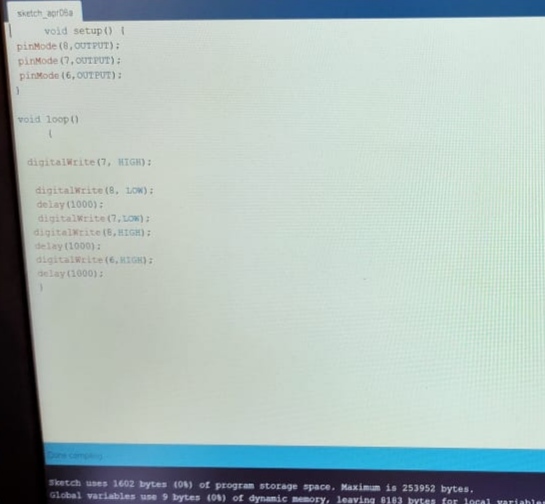 sketch_apr08a
void setup() {
pinMode(8,OUTPUT);
pinMode(7,OUTPUT);
pinMode(6,OUTPUT);
}
void loop()
{
digitalWrite(7, HIGH);
digitalWrite(8, LOW);
delay(1000);
digitalWrite(7,LOW);
digitalWrite(8,HIGH);
delay(1000);
digitalWrite(6,HIGH);
delay(1000);
}
Done compiling.
Sketch uses 1602 bytes (0%) of program storage space. Maximum is 253952 bytes.
Global variables use 9 bytes (0%) of dynamic memory, leaving 8183 bytes for local variables